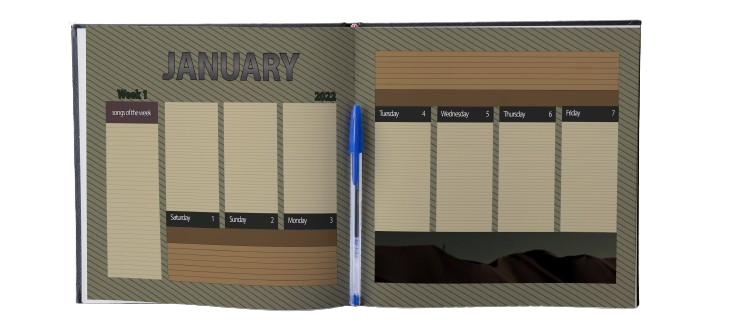 JANUARY
Week 1
2022
songs of the week
Saturday 1
Sunday 2
Monday 3
Tuesday 4
Wednesday 5
Thursday 6
Friday 7